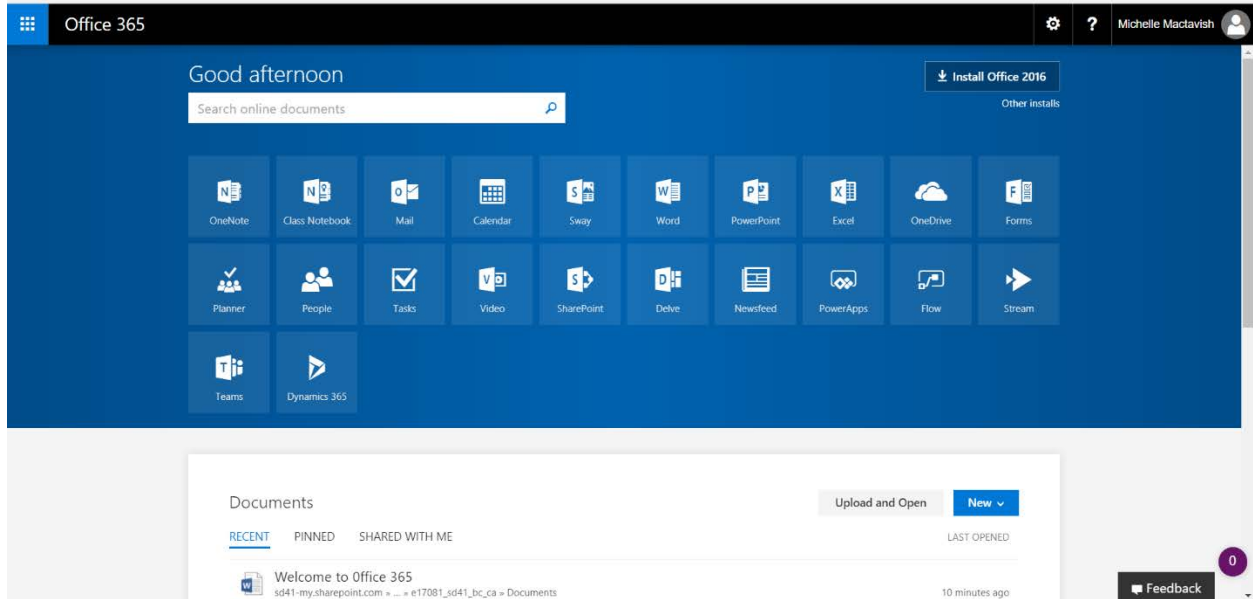 Office 365
? Michelle Mactavish
Good afternoon
Install Office 2016
Search online documents
Other installs
N
N
O
S
W
P
X
F
OneNote Class Notebook Mail Calendar Sway Word PowerPoint Excel OneDrive Forms
V
S
D
Planner People Tasks Video SharePoint Delve Newsfeed PowerApps Flow Stream
T
Teams Dynamics 365
Documents
Upload and Open New
RECENT PINNED SHARED WITH ME LAST OPENED
W
Welcome to 0ffice 365
sd41-my.sharepoint.com » ... » e17081_sd41_bc_ca » Documents 10 minutes ago
0
Feedback